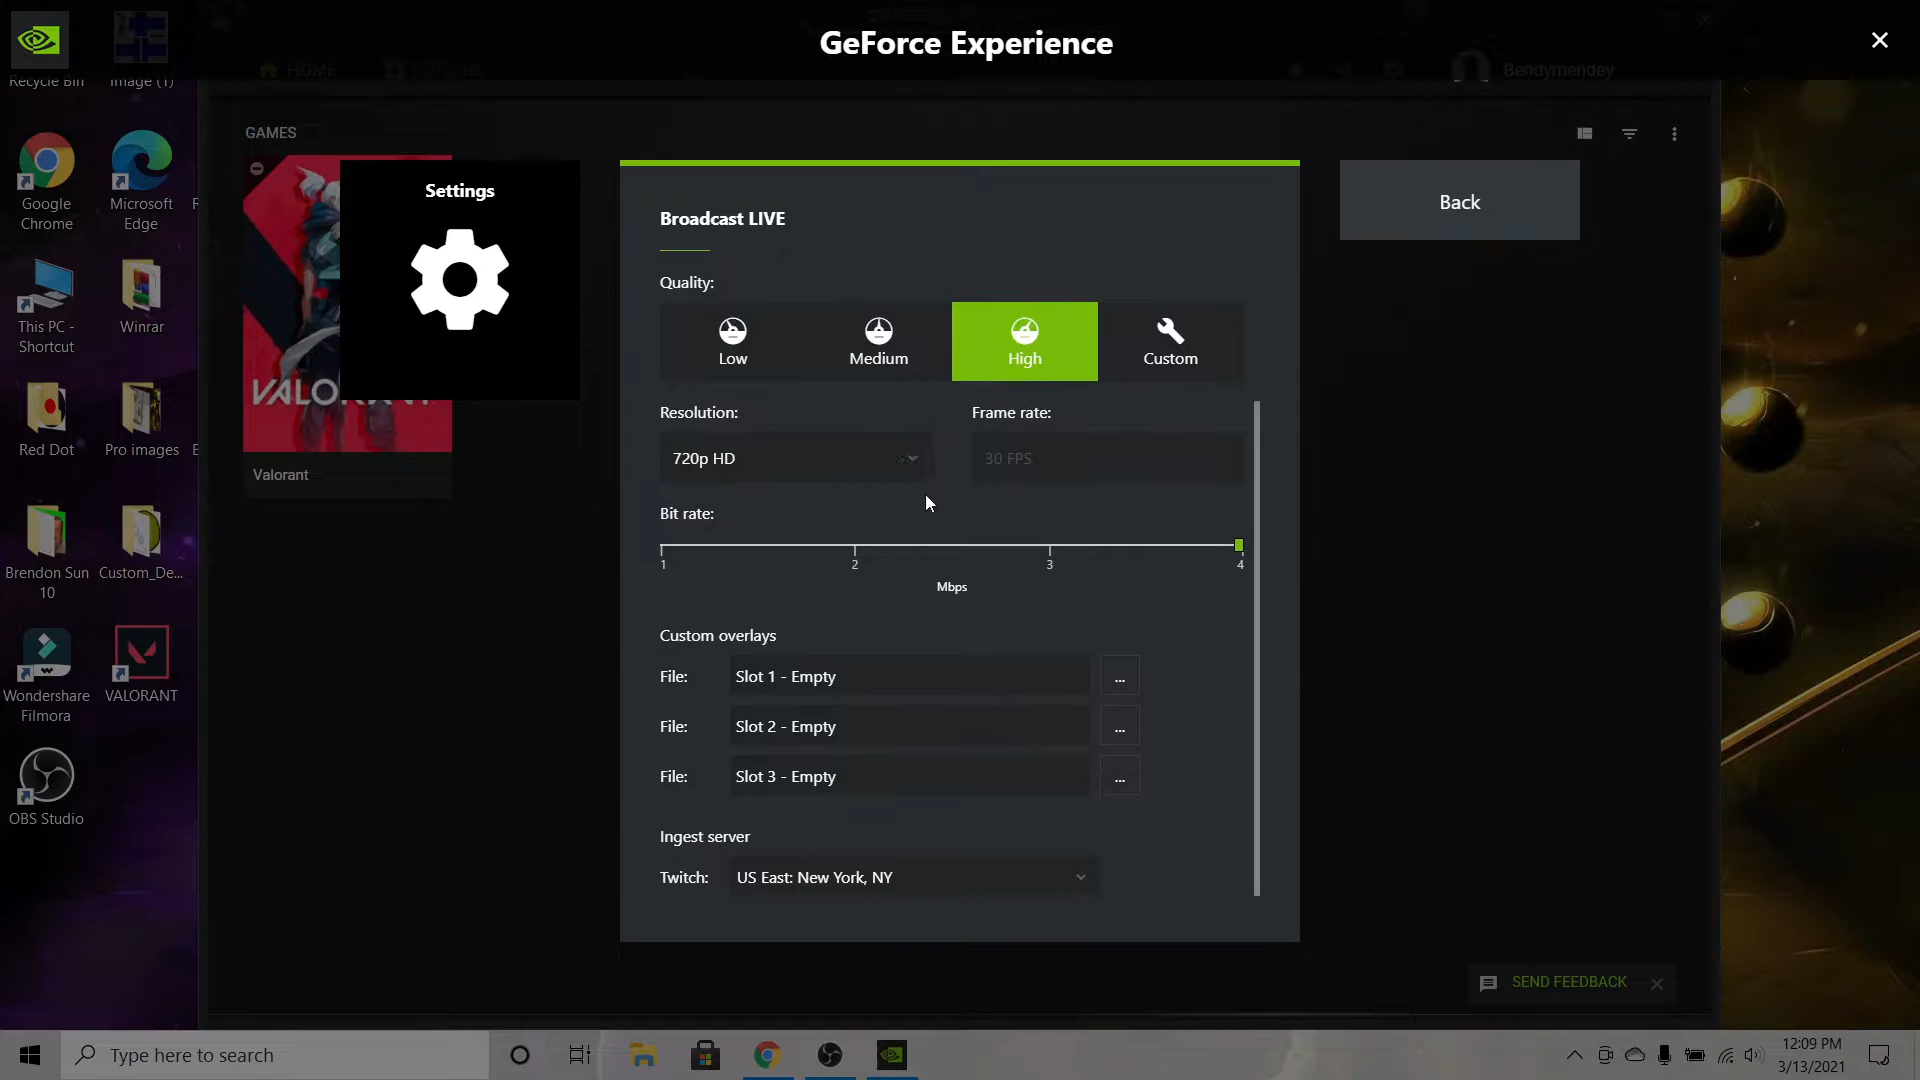 GeForce Experience
Recycle Bin
Image (1)
HOME
Bendymendey
GAMES
Settings
Broadcast LIVE
Back
Quality:
Low
Medium
High
Custom
Google Chrome
Microsoft Edge
R
Resolution:
Frame rate:
720p HD
30 FPS
VALO
Valorant
Bit rate:
1
2
3
4
Mbps
This PC - Shortcut
Winrar
Red Dot
Pro images
E
Custom overlays
File:
Slot 1 - Empty
...
File:
Slot 2 - Empty
...
File:
Slot 3 - Empty
...
Brendon Sun 10
Custom_De...
Wondershare Filmora
VALORANT
OBS Studio
Ingest server
Twitch:
US East: New York, NY
SEND FEEDBACK
Type here to search
12:09 PM
3/13/2021